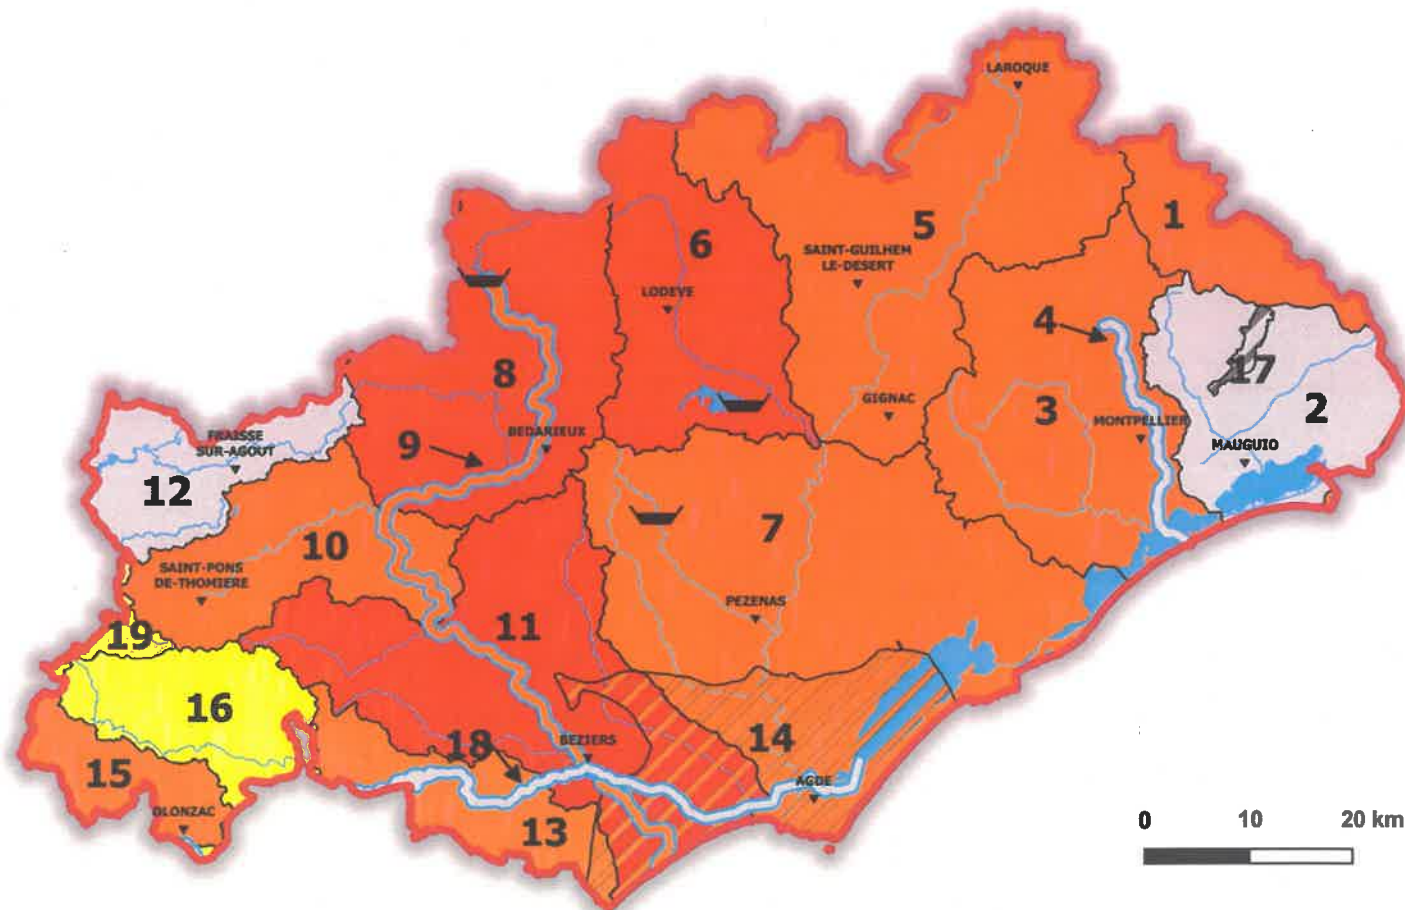 LAROQUE
1
5
6
SAINT-GUILHEM
LE-DESERT
LODEVE
4
17
8
GIGNAC
3
2
MONTPELLIER
BEDARIEUX
9
FRAISSE
SUR-AGOUT
MAUGUIO
12
7
10
SAINT-PONS
DE-THOMIERE
PEZENAS
11
19
16
14
18
BEZIERS
15
AGDE
OLONZAC
13
0 10 20 km